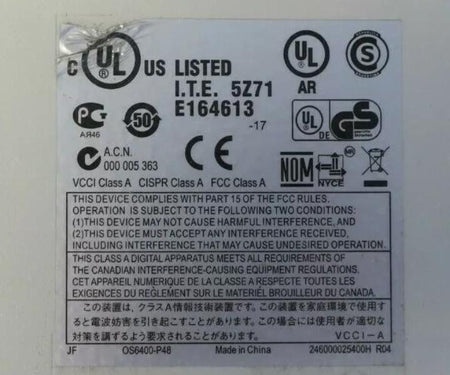 C UL US LISTED
I.T.E. 5Z71
E164613
-17
UL
AR
S
PG
АЯ46
50
UL
DE
GS
A.C.N.
000 005 363
CE
NOM
NYCE
VCCI Class A CISPR Class A FCC Class A
THIS DEVICE COMPLIES WITH PART 15 OF THE FCC RULES.
OPERATION IS SUBJECT TO THE FOLLOWING TWO CONDITIONS:
(1)THIS DEVICE MAY NOT CAUSE HARMFUL INTERFERENCE, AND
(2)THIS DEVICE MUST ACCEPT ANY INTERFERENCE RECEIVED,
INCLUDING INTERFERENCE THAT MAY CAUSE UNDESIRED OPERATION.
THIS CLASS A DIGITAL APPARATUS MEETS ALL REQUIREMENTS OF
THE CANADIAN INTERFERENCE-CAUSING EQUIPMENT REGULATIONS.
CET APPAREIL NUMERIQUE DE LA CLASSE A RESPECTE TOUTES LES
EXIGENCES DU RÉGLEMENT SUR LE MATERIEL BROUILLEUR DU CANADA.
この装置は、クラスA情報技術装置です。この装置を家庭環境で使用す
ると電波妨害を引き起こすことがあります。この場合には使用者が適切な
対策を講ずるよう要求されることがあります。 VCCI-A
JF OS6400-P48 Made in China 246000025400H R04